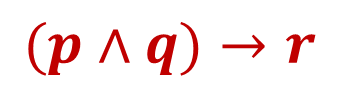 (p ∧ q) → r